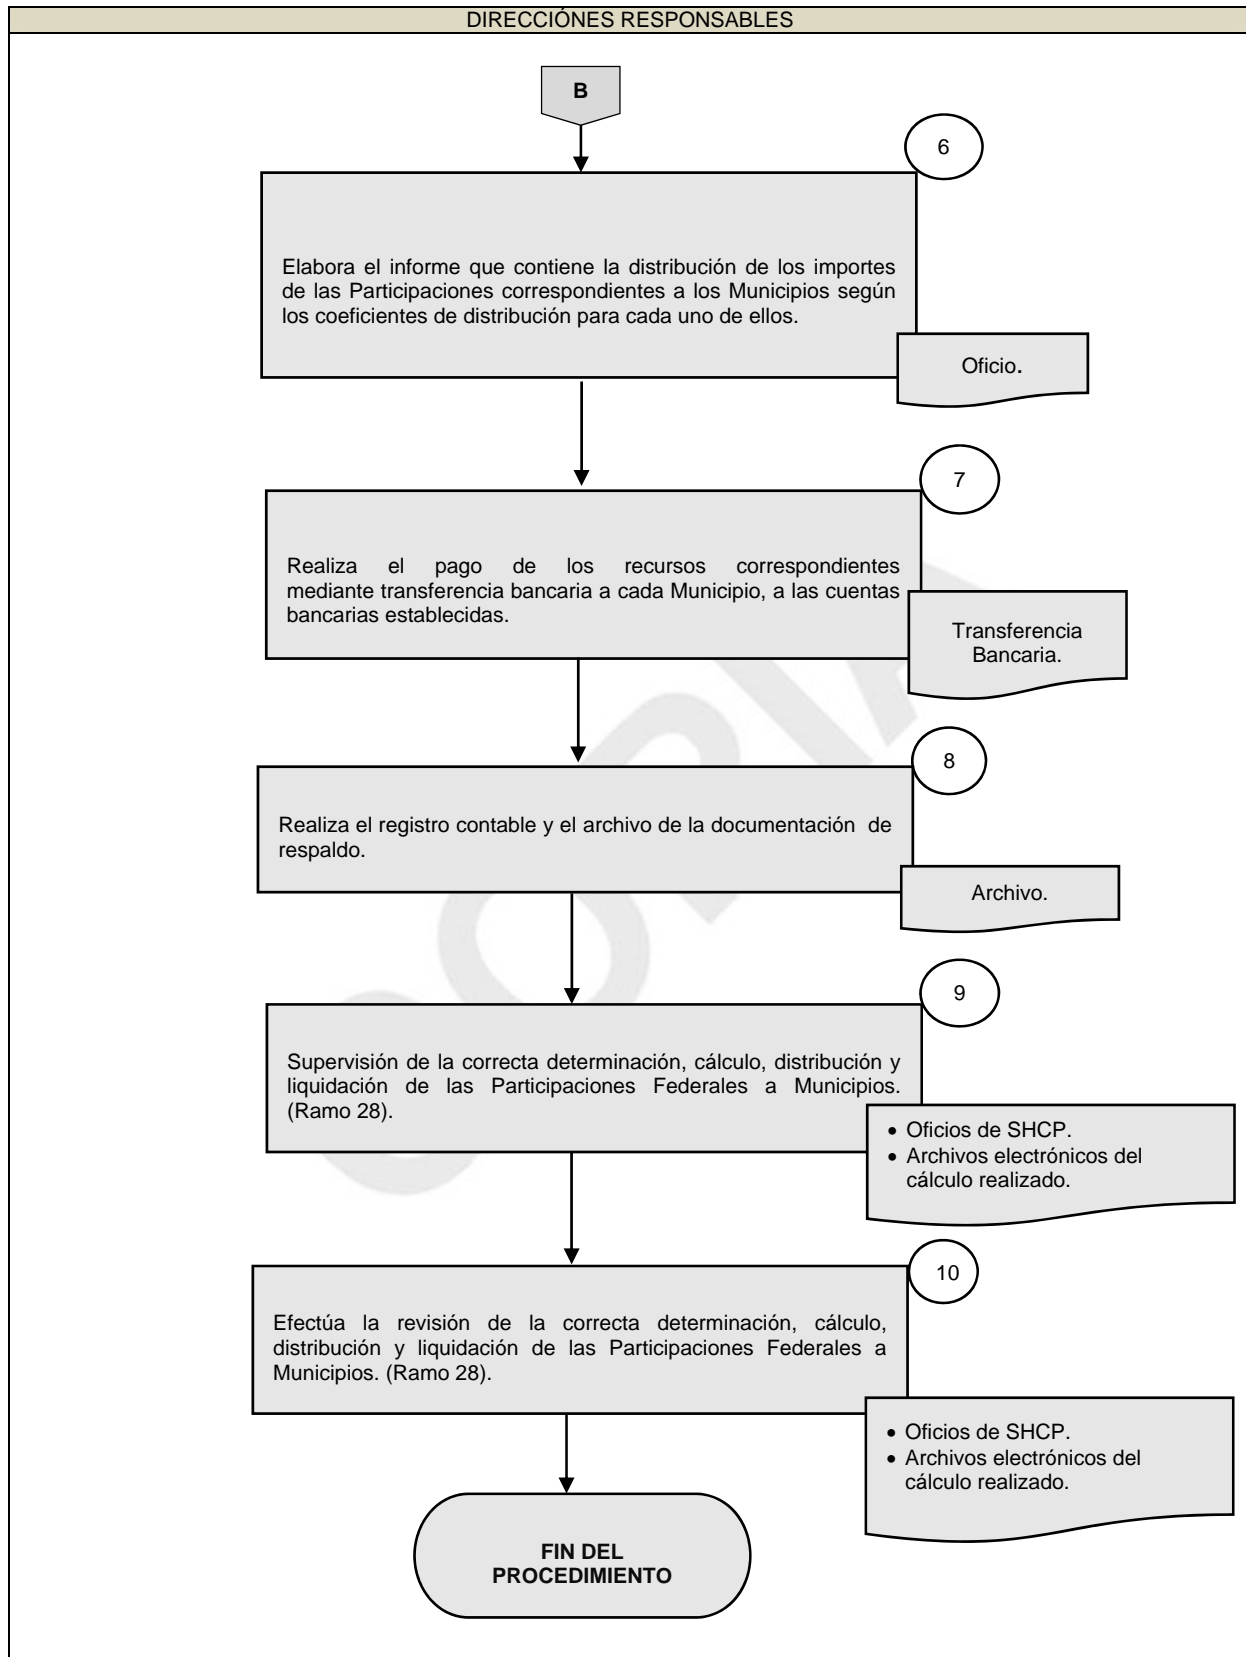 DIRECCIÓNES RESPONSABLES
B
6
Elabora el informe que contiene la distribución de los importes
de las Participaciones correspondientes a los Municipios según
los coeficientes de distribución para cada uno de ellos.
Oficio.
7
Realiza el pago de los recursos correspondientes
mediante transferencia bancaria a cada Municipio, a las cuentas
bancarias establecidas.
Transferencia
Bancaria.
8
Realiza el registro contable y el archivo de la documentación de
respaldo.
Archivo.
9
Supervisión de la correcta determinación, cálculo, distribución y
liquidación de las Participaciones Federales a Municipios.
(Ramo 28).
• Oficios de SHCP.
• Archivos electrónicos del
cálculo realizado.
10
Efectúa la revisión de la correcta determinación, cálculo,
distribución y liquidación de las Participaciones Federales a
Municipios. (Ramo 28).
• Oficios de SHCP.
• Archivos electrónicos del
cálculo realizado.
FIN DEL
PROCEDIMIENTO
COPIA